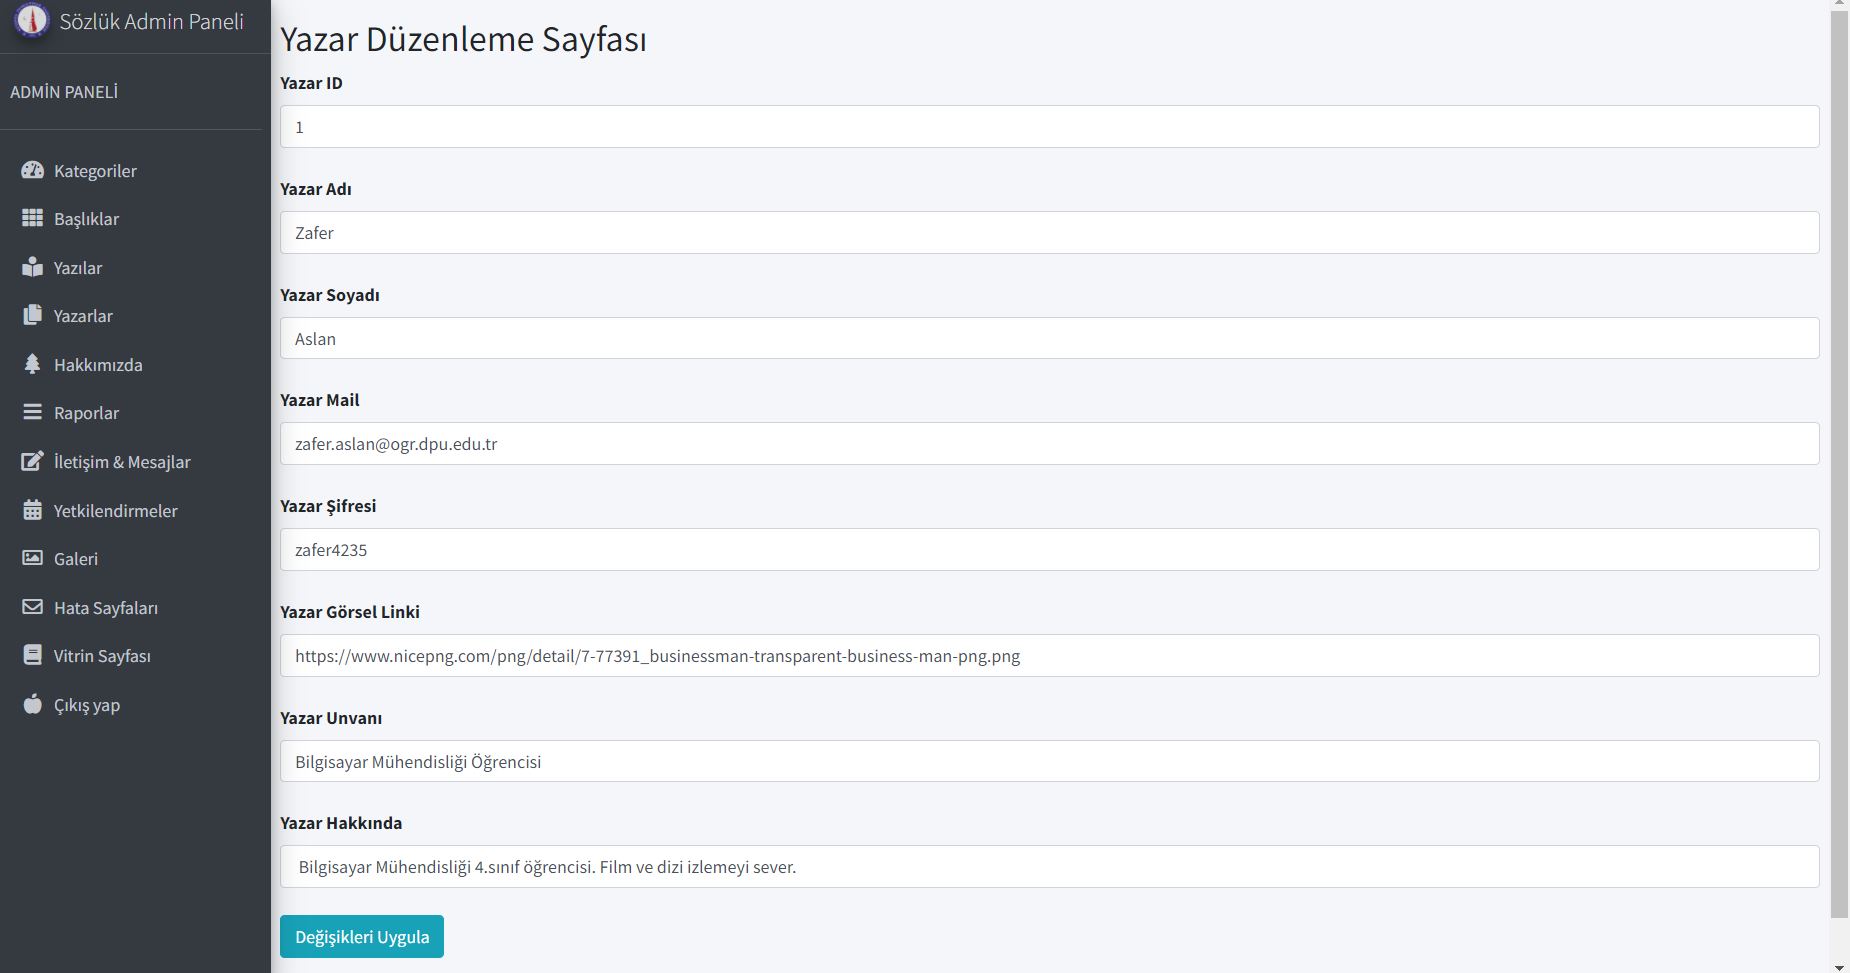 Sözlük Admin Paneli
ADMİN PANELİ
Kategoriler
Başlıklar
Yazılar
Yazarlar
Hakkımızda
Raporlar
İletişim & Mesajlar
Yetkilendirmeler
Galeri
Hata Sayfaları
Vitrin Sayfası
Çıkış yap
Yazar Düzenleme Sayfası
Yazar ID
1
Yazar Adı
Zafer
Yazar Soyadı
Aslan
Yazar Mail
zafer.aslan@ogr.dpu.edu.tr
Yazar Şifresi
zafer4235
Yazar Görsel Linki
https://www.nicepng.com/png/detail/7-77391_businessman-transparent-business-man-png.png
Yazar Unvanı
Bilgisayar Mühendisliği Öğrencisi
Yazar Hakkında
Bilgisayar Mühendisliği 4.sınıf öğrencisi. Film ve dizi izlemeyi sever.
Değişikleri Uygula